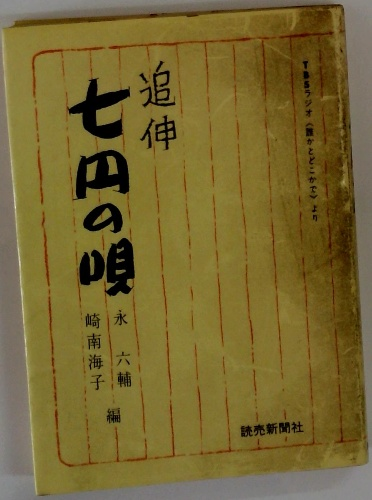 TBSラジオ〈誰かとどこかで〉より
追伸
七円の唄
永 六輔
崎南海子
編
読売新聞社